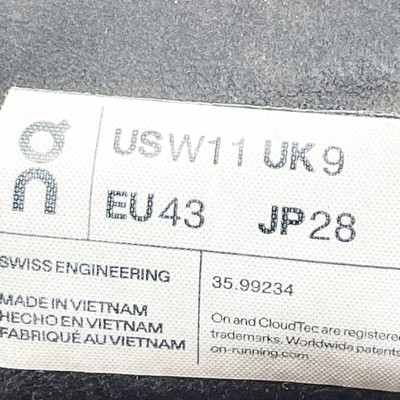 on
USW11 UK9
EU43 JP28
SWISS ENGINEERING
35.99234
MADE IN VIETNAM
HECHO EN VIETNAM
FABRIQUÉ AU VIETNAM
On and CloudTec are registered
trademarks. Worldwide patents
on-running.com